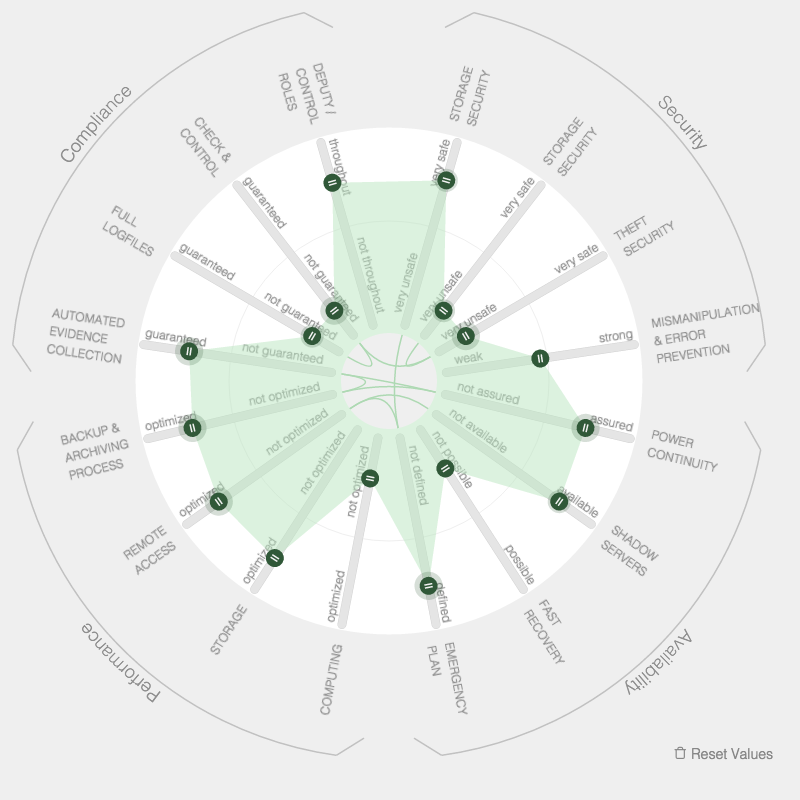 Compliance
Security
DEPUTY /
CONTROL
ROLES
throughout
not throughout
STORAGE
SECURITY
very safe
very unsafe
STORAGE
SECURITY
very safe
very unsafe
THEFT
SECURITY
very safe
very unsafe
MISMANIPULATION
& ERROR
PREVENTION
strong
weak
POWER
CONTINUITY
assured
not assured
SHADOW
SERVERS
available
not available
FAST
RECOVERY
possible
not possible
EMERGENCY
PLAN
defined
not defined
COMPUTING
optimized
not optimized
STORAGE
optimized
not optimized
REMOTE
ACCESS
optimized
not optimized
BACKUP &
ARCHIVING
PROCESS
optimized
not optimized
AUTOMATED
EVIDENCE
COLLECTION
guaranteed
not guaranteed
FULL
LOGFILES
guaranteed
not guaranteed
CHECK &
CONTROL
guaranteed
not guaranteed
Performance
Availability
Reset Values